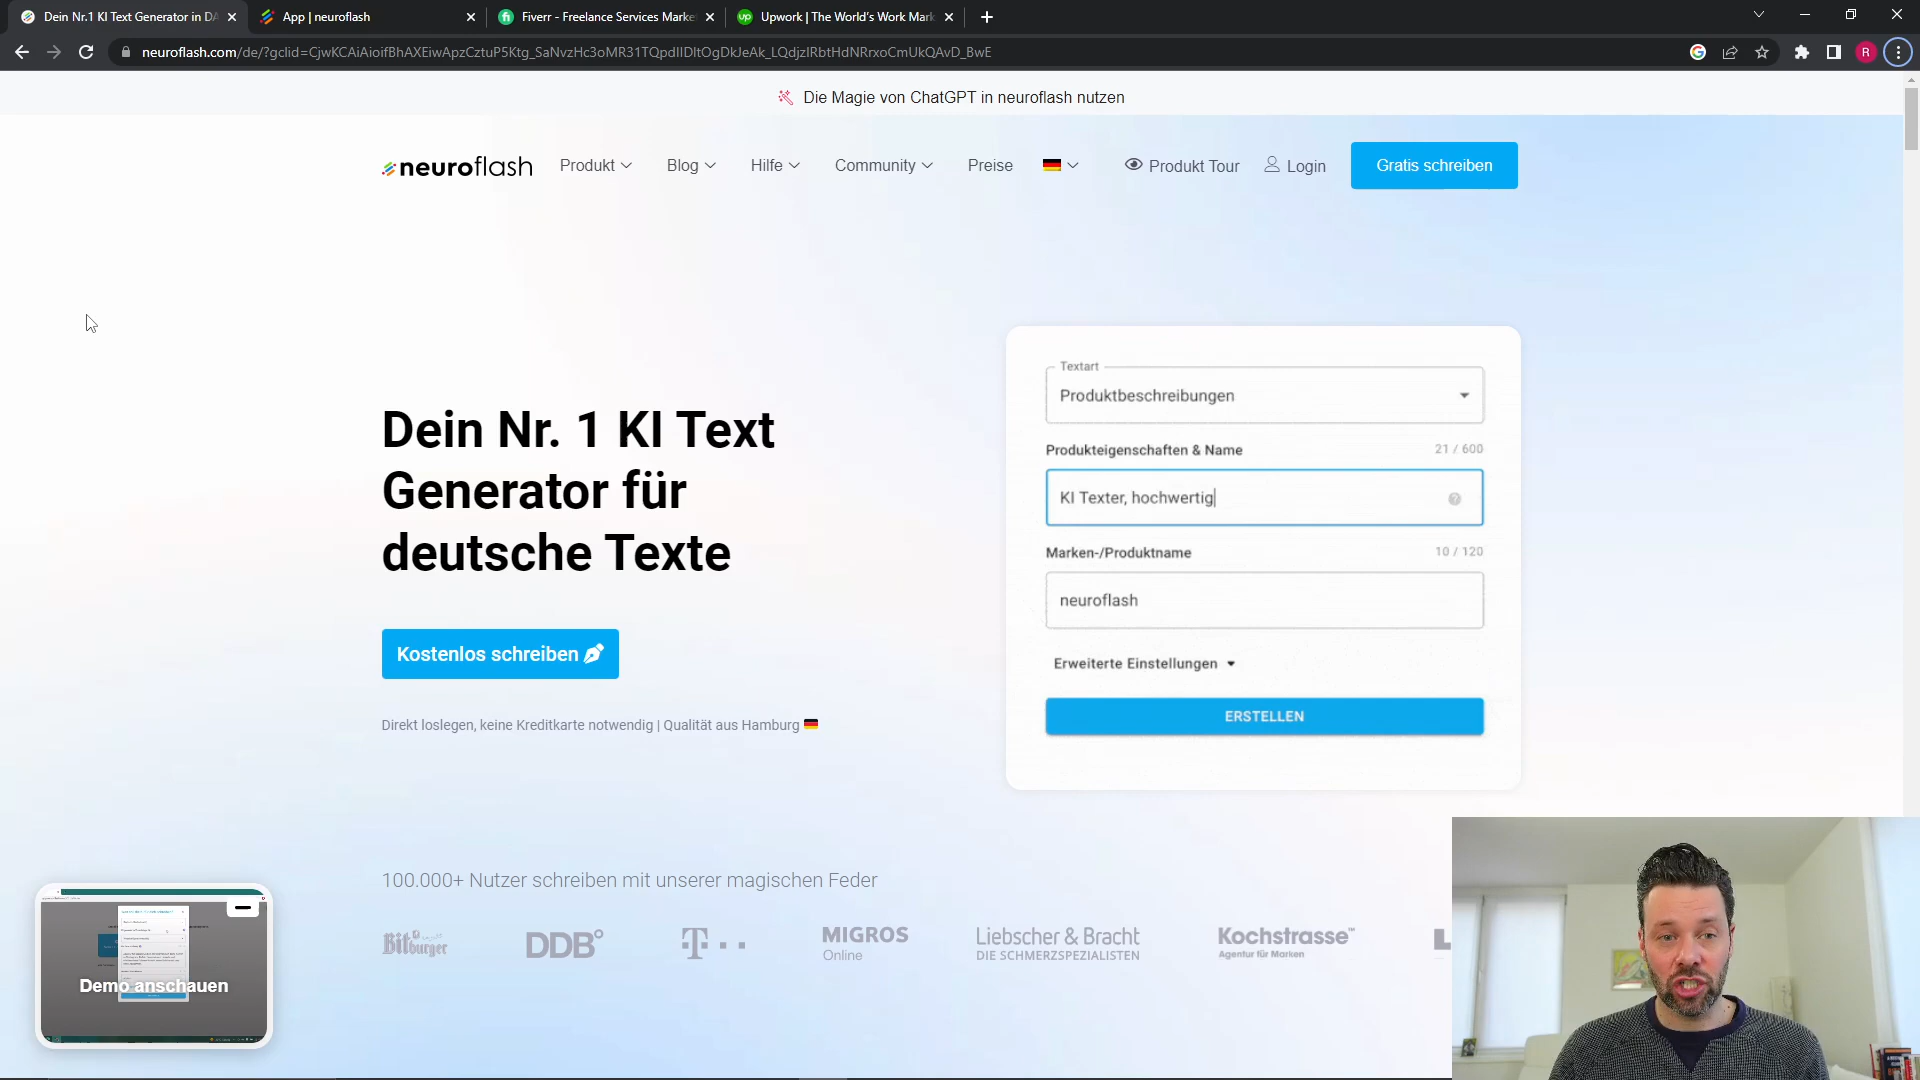 Dein Nr.1 KI Text Generator in DA
App | neuroflash
Fiverr - Freelance Services Marke
Upwork | The World's Work Mark
neuroflash.com/de/?gclid=CjwKCAiAioifBhAXEiwApzCztuP5Ktg_SaNvzHc3oMR31TQpdIIDltOgDkJeAk_LQdjzlRbtHdNRrxoCmUkQAvD_BwE
R
Die Magie von ChatGPT in neuroflash nutzen
neuroflash
Produkt
Blog
Hilfe
Community
Preise
Produkt Tour
Login
Gratis schreiben
Dein Nr. 1 KI Text
Generator für
deutsche Texte
Kostenlos schreiben
Direkt loslegen, keine Kreditkarte notwendig | Qualität aus Hamburg
Textart
Produktbeschreibungen
Produkteigenschaften & Name 21 / 600
KI Texter, hochwertig
Marken-/Produktname 10 / 120
neuroflash
Erweiterte Einstellungen
ERSTELLEN
100.000+ Nutzer schreiben mit unserer magischen Feder
Bitburger
DDB°
T
MIGROS
Online
Liebscher & Bracht
DIE SCHMERZSPEZIALISTEN
Kochstrasse™
Agentur für Marken
Demo anschauen